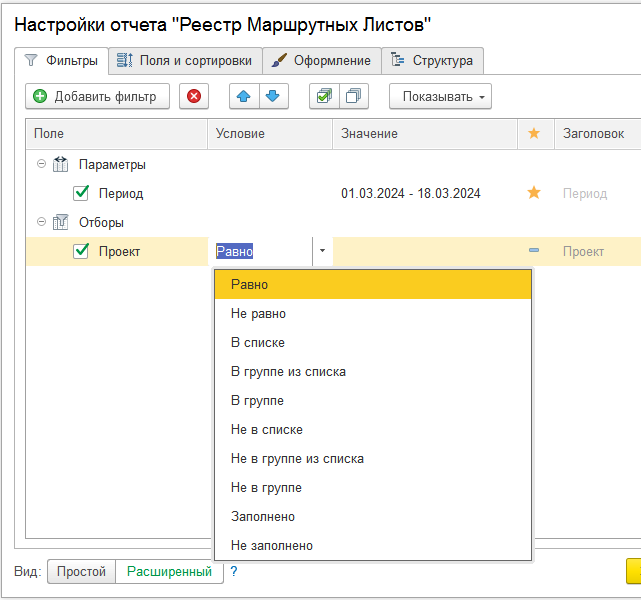 Настройки отчета "Реестр Маршрутных Листов"
Фильтры Поля и сортировки Оформление Структура
Добавить фильтр Показывать
Поле Условие Значение Заголовок
Параметры
Период 01.03.2024 - 18.03.2024 Период
Отборы
Проект Равно Проект
Равно
Не равно
В списке
В группе из списка
В группе
Не в списке
Не в группе из списка
Не в группе
Заполнено
Не заполнено
Вид: Простой Расширенный ?